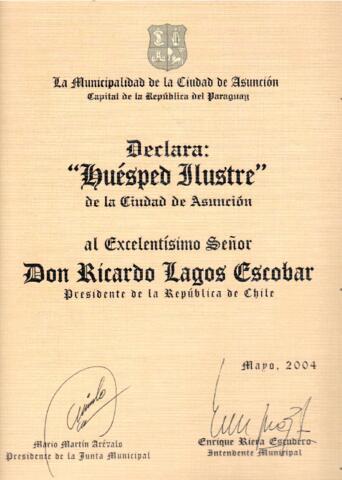 La Municipalidad de la Ciudad de Asunción
Capital de la República del Paraguay
Declara:
"Huésped Ilustre"
de la Ciudad de Asunción
al Excelentísimo Señor
Don Ricardo Lagos Escobar
Presidente de la República de Chile
Mayo, 2004
Mario Martín Arévalo
Presidente de la Junta Municipal
Enrique Riera Escudero
Intendente Municipal